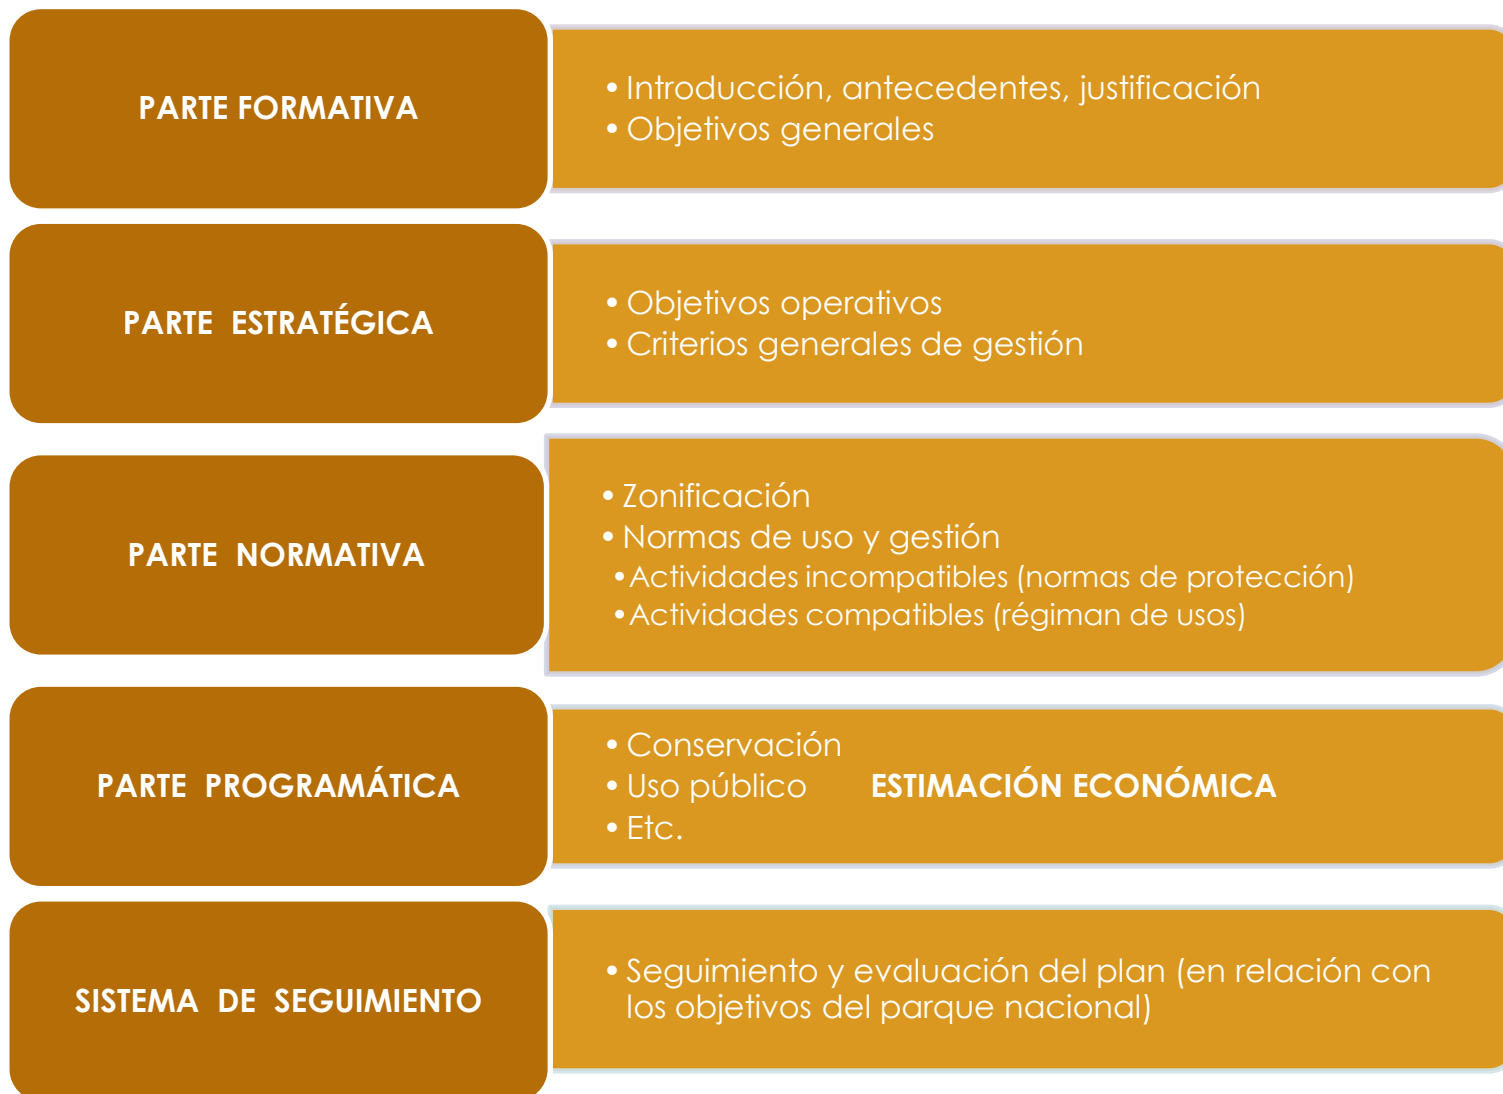 PARTE FORMATIVA
• Introducción, antecedentes, justificación
• Objetivos generales
PARTE ESTRATÉGICA
• Objetivos operativos
• Criterios generales de gestión
PARTE NORMATIVA
• Zonificación
• Normas de uso y gestión
• Actividades incompatibles (normas de protección)
• Actividades compatibles (régiman de usos)
PARTE PROGRAMÁTICA
• Conservación
• Uso público ESTIMACIÓN ECONÓMICA
• Etc.
SISTEMA DE SEGUIMIENTO
• Seguimiento y evaluación del plan (en relación con
los objetivos del parque nacional)